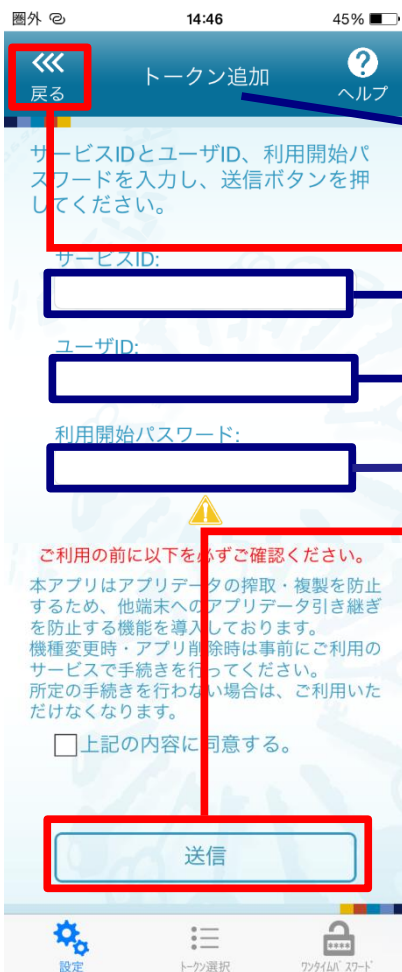 圏外 14:46 45%
戻る トークン追加 ヘルプ
サービスIDとユーザID、利用開始パ
スワードを入力し、送信ボタンを押
してください。
サービスID:
ユーザID:
利用開始パスワード:
ご利用の前に以下を必ずご確認ください。
本アプリはアプリデータの搾取・複製を防止
するため、他端末へのアプリデータ引き継ぎ
を防止する機能を導入しております。
機種変更時・アプリ削除時は事前にご利用の
サービスで手続きを行ってください。
所定の手続きを行わない場合は、ご利用いた
だけなくなります。
上記の内容に同意する。
送信
設定 トークン選択 ワンタイムパスワード